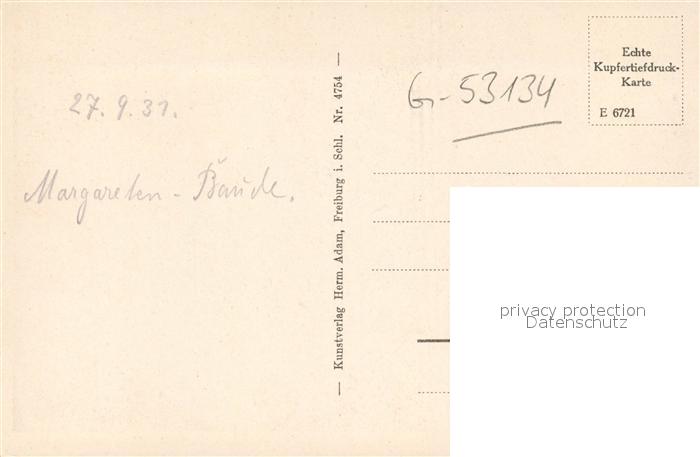 27.9.31.
Margareten-Baude.
— Kunstverlag Herm. Adam, Freiburg i. Schl. Nr. 4754 —
G-53134
Echte
Kupfertiefdruck-
Karte
E 6721
privacy protection
Datenschutz